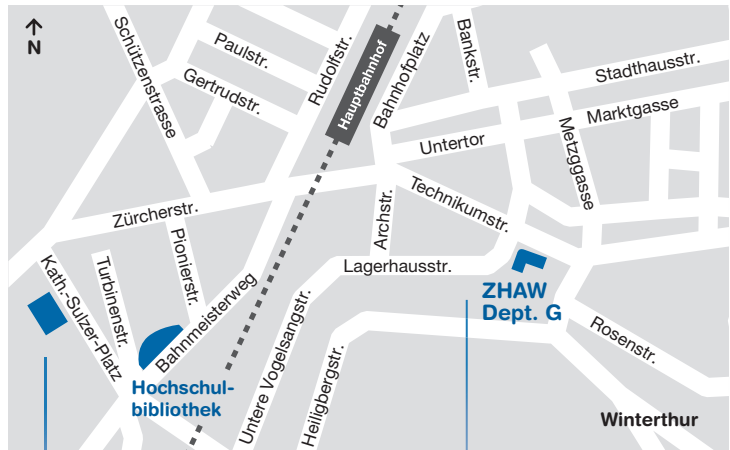 N
Schützenstrasse
Paulstr.
Gertrudstr.
Rudolfstr.
Hauptbahnhof
Bahnhofplatz
Bankstr.
Stadthausstr.
Marktgasse
Metzggasse
Untertor
Technikumstr.
Zürcherstr.
Archstr.
Pionierstr.
Lagerhausstr.
Turbinenstr.
Kath.-Sulzer-Platz
Bahnmeisterweg
ZHAW
Dept. G
Rosenstr.
Untere Vogelsangstr.
Heiligbergstr.
Hochschul-
bibliothek
Winterthur